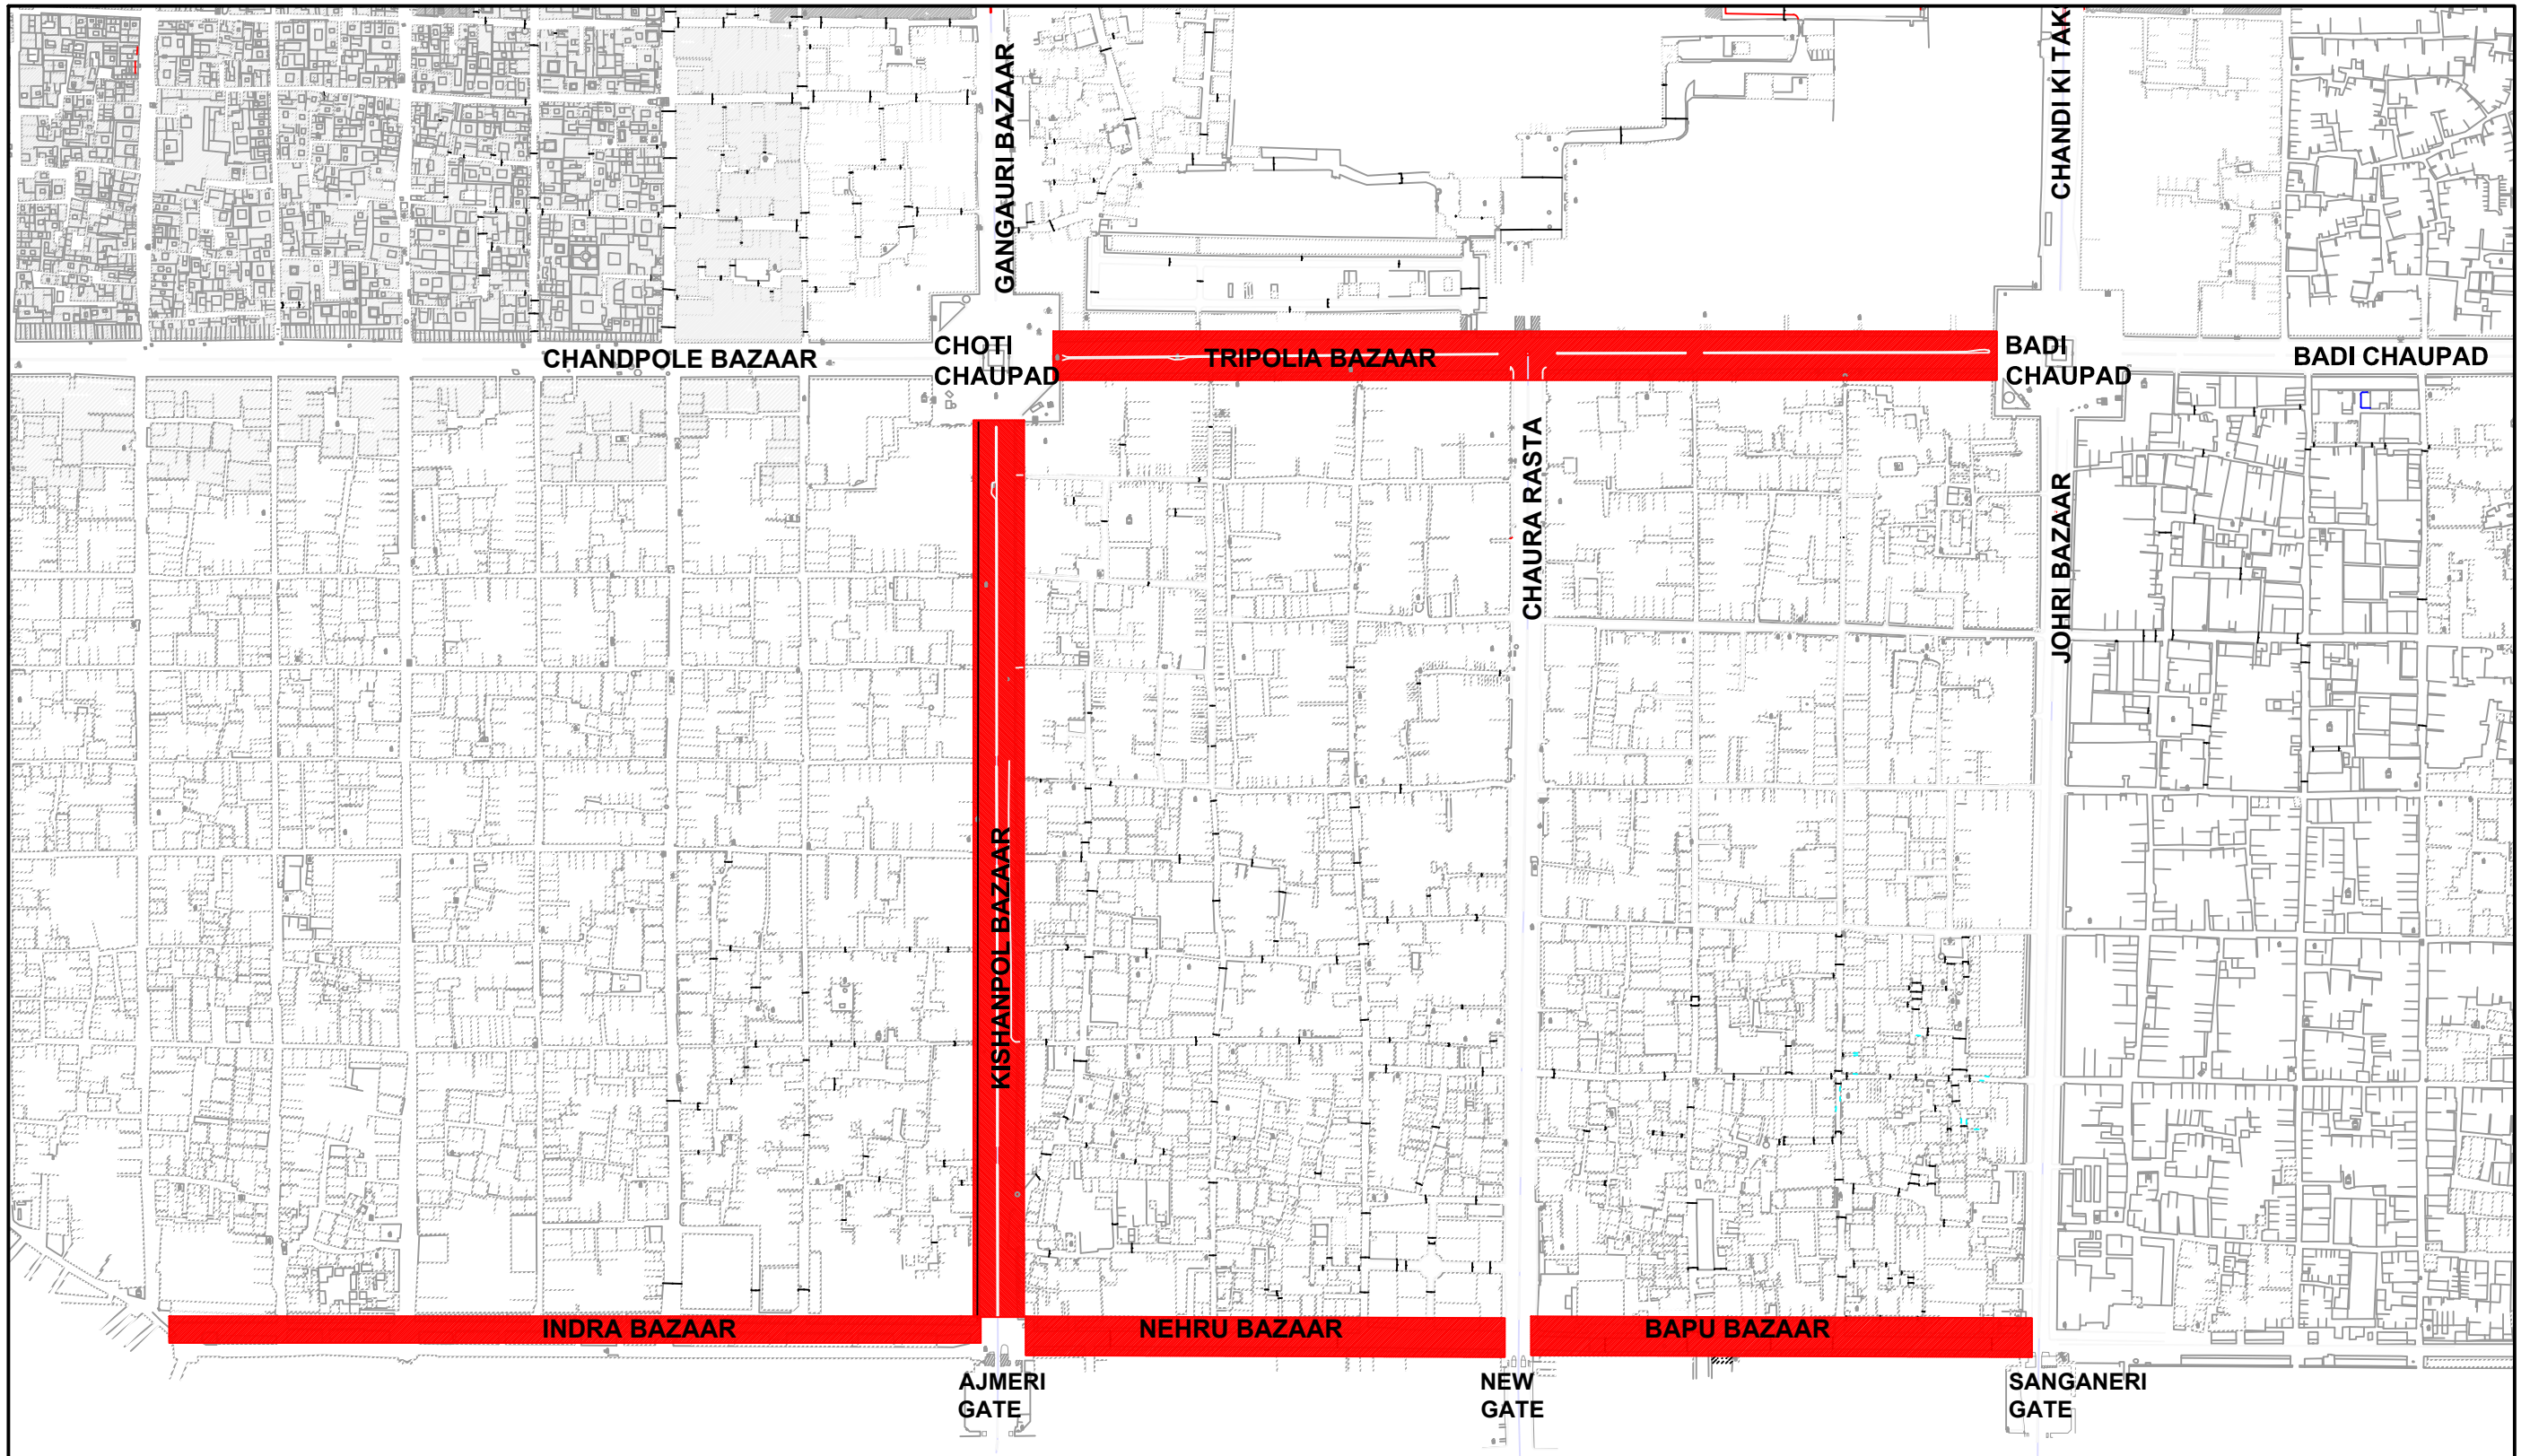 GANGAURI BAZAAR
CHANDI KI TAK
CHANDPOLE BAZAAR
CHOTI
CHAUPAD
TRIPOLIA BAZAAR
BADI
CHAUPAD
BADI CHAUPAD
CHAURA RASTA
JOHRI BAZAAR
KISHANPOL BAZAAR
INDRA BAZAAR
NEHRU BAZAAR
BAPU BAZAAR
AJMERI
GATE
NEW
GATE
SANGANERI
GATE